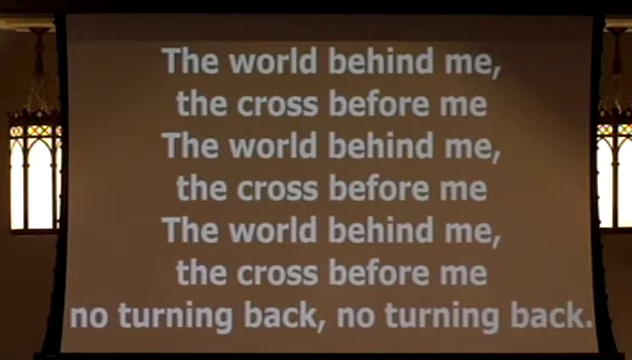 The world behind me,
the cross before me
The world behind me,
the cross before me
The world behind me,
the cross before me
no turning back, no turning back.